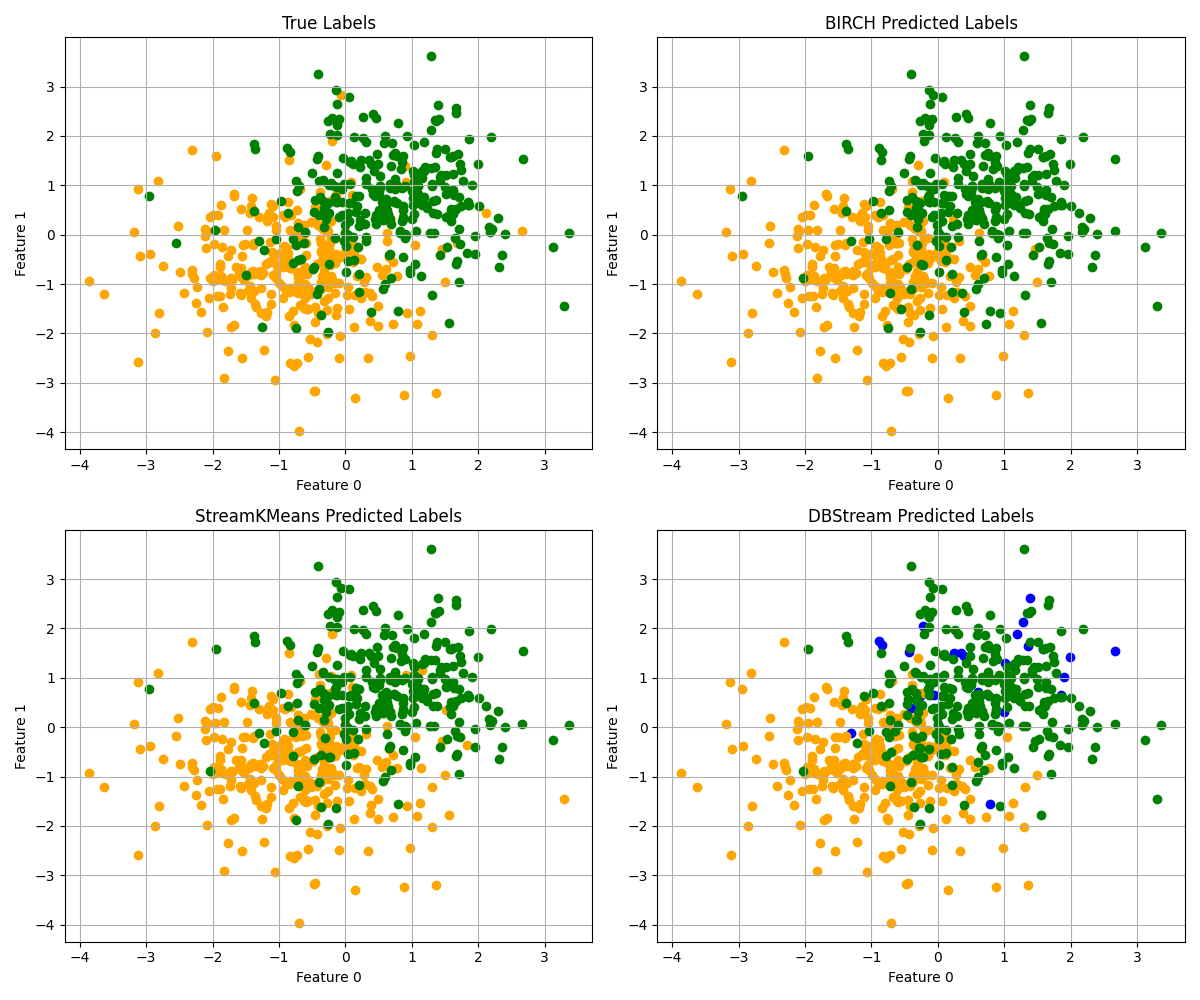 True Labels
3
2
1
0
−1
−2
−3
−4
Feature 1
−4 −3 −2 −1 0 1 2 3
Feature 0
BIRCH Predicted Labels
3
2
1
0
−1
−2
−3
−4
Feature 1
−4 −3 −2 −1 0 1 2 3
Feature 0
StreamKMeans Predicted Labels
3
2
1
0
−1
−2
−3
−4
Feature 1
−4 −3 −2 −1 0 1 2 3
Feature 0
DBStream Predicted Labels
3
2
1
0
−1
−2
−3
−4
Feature 1
−4 −3 −2 −1 0 1 2 3
Feature 0